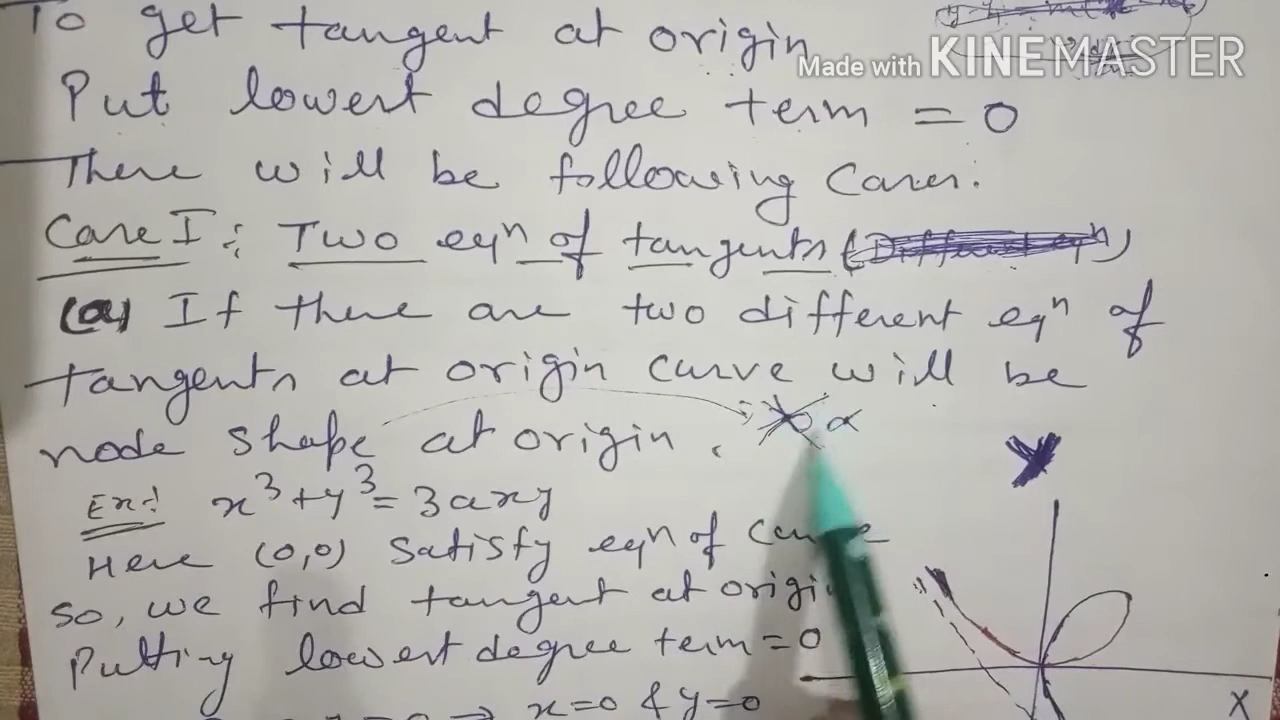 To get tangent at origin
Made with KINEMASTER
Put lowest degree term = 0
There will be following Cases.
Case I: Two eqⁿ of tangents
(a) If there are two different eqⁿ of
tangents at origin curve will be
node shape at origin.
Ex:- x³+y³=3axy
Here (0,0) Satisfy eqⁿ of
so, we find tangent at
Putting lowest degree term=0
x=0 & y=0
Y
X